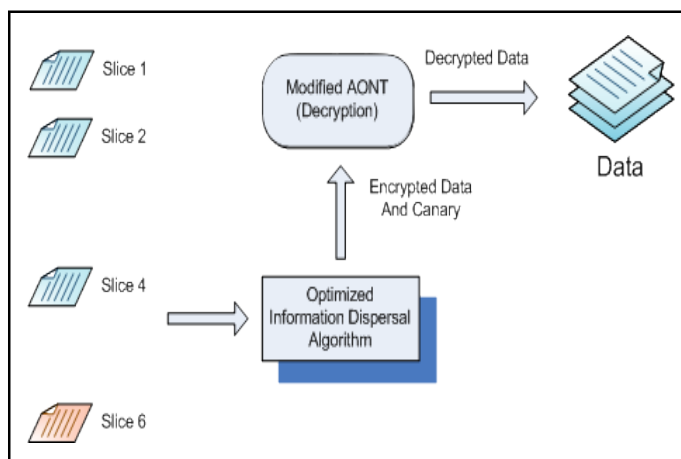 Slice 1
Slice 2
Slice 4
Slice 6
Optimized
Information Dispersal
Algorithm
Encrypted Data
And Canary
Modified AONT
(Decryption)
Decrypted Data
Data